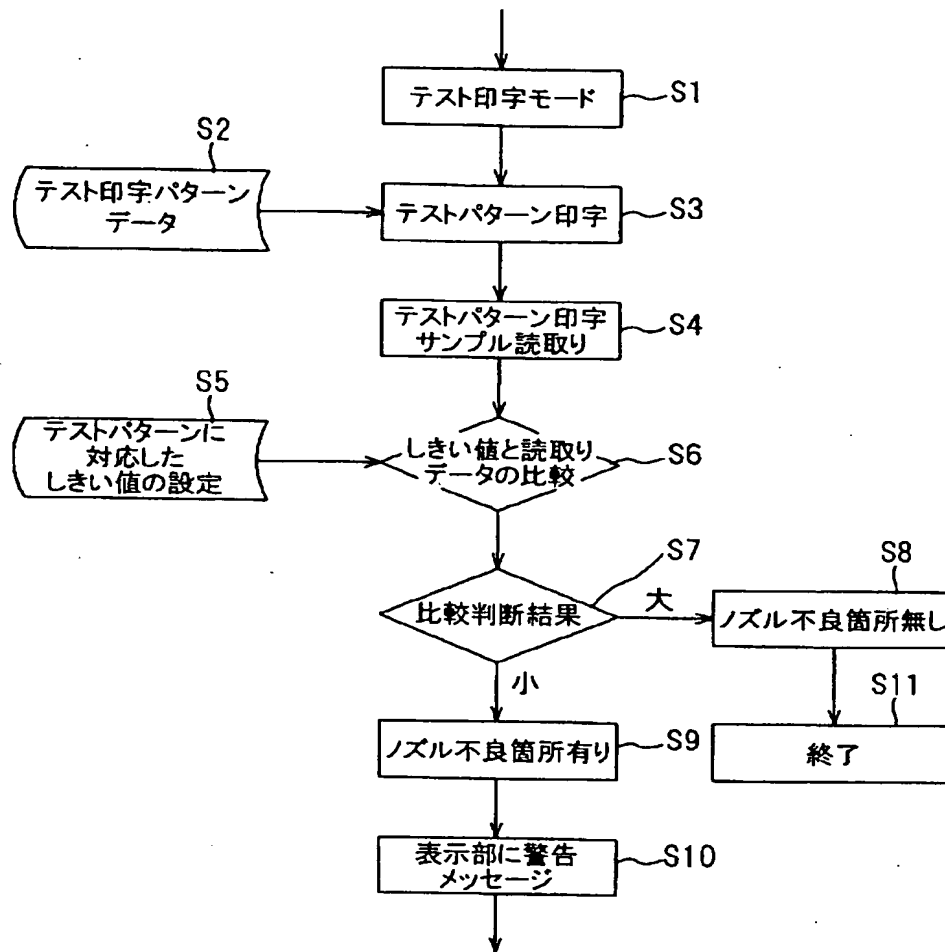 テスト印字モード
S1
S2
テスト印字パターン
データ
テストパターン印字
S3
テストパターン印字
サンプル読取り
S4
S5
テストパターンに
対応した
しきい値の設定
しきい値と読取り
データの比較
S6
S7
比較判断結果
大
S8
ノズル不良箇所無し
小
S11
終了
ノズル不良箇所有り
S9
表示部に警告
メッセージ
S10